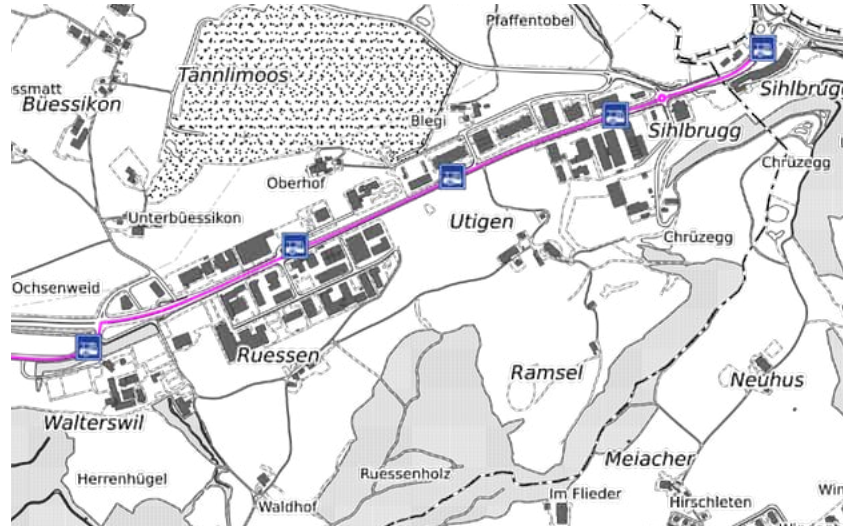 Pfaffentobel
Tännlimoos
ssmatt
Büessikon
Blegi
Sihlbrugg
Sihlbrugg
Chrüzegg
Oberhof
Unterbüessikon
Utigen
Chrüzegg
Ochsenweid
Ruessen
Ramsel
Neuhus
Walterswil
Meiacher
Herrenhügel
Ruessenholz
Waldhof
Im Flieder
Hirschleten